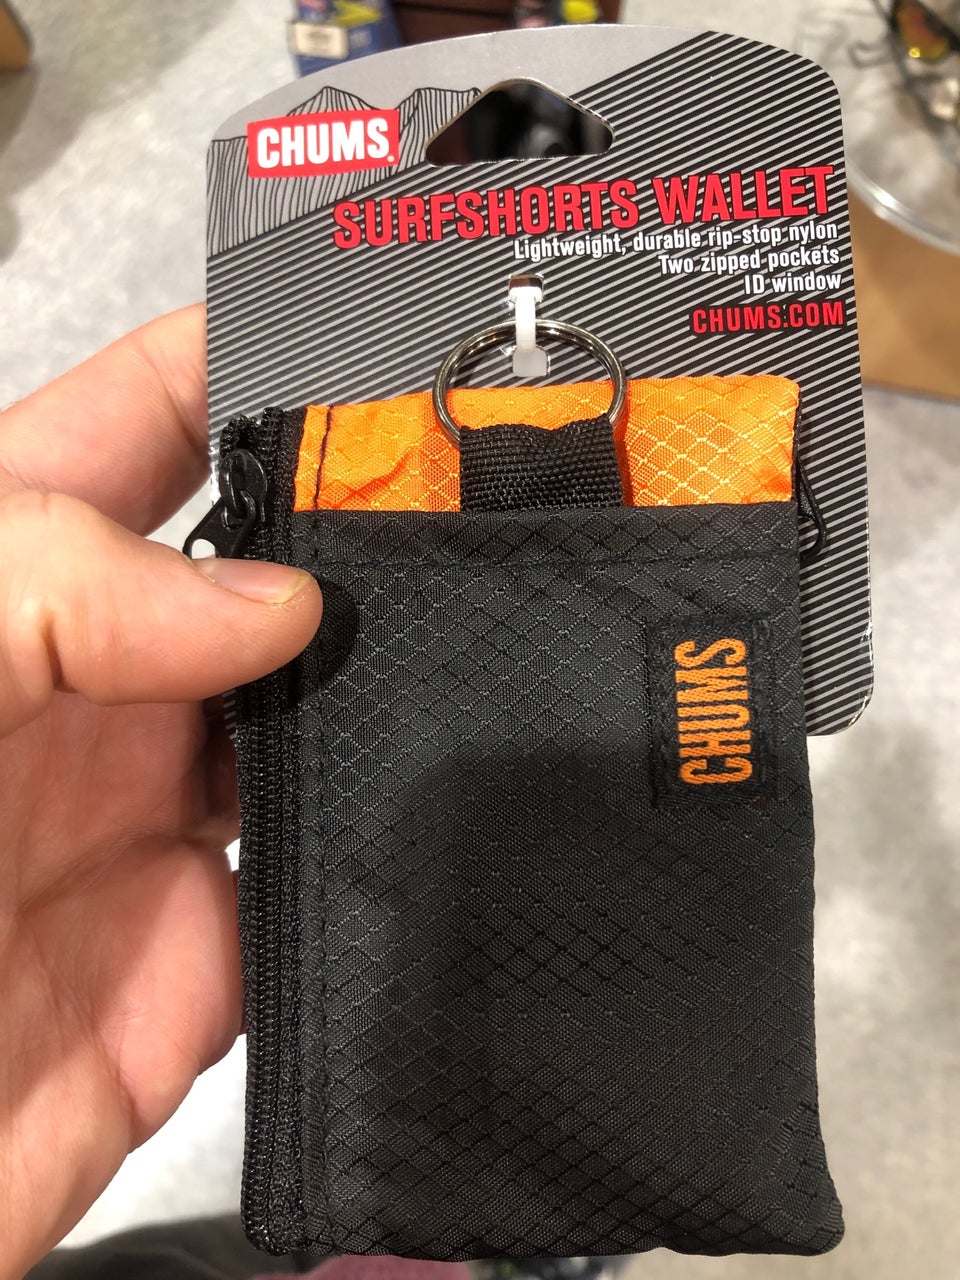 CHUMS.
SURFSHORTS WALLET
Lightweight, durable rip-stop nylon
Two zipped pockets
ID window
CHUMS.COM
CHUMS